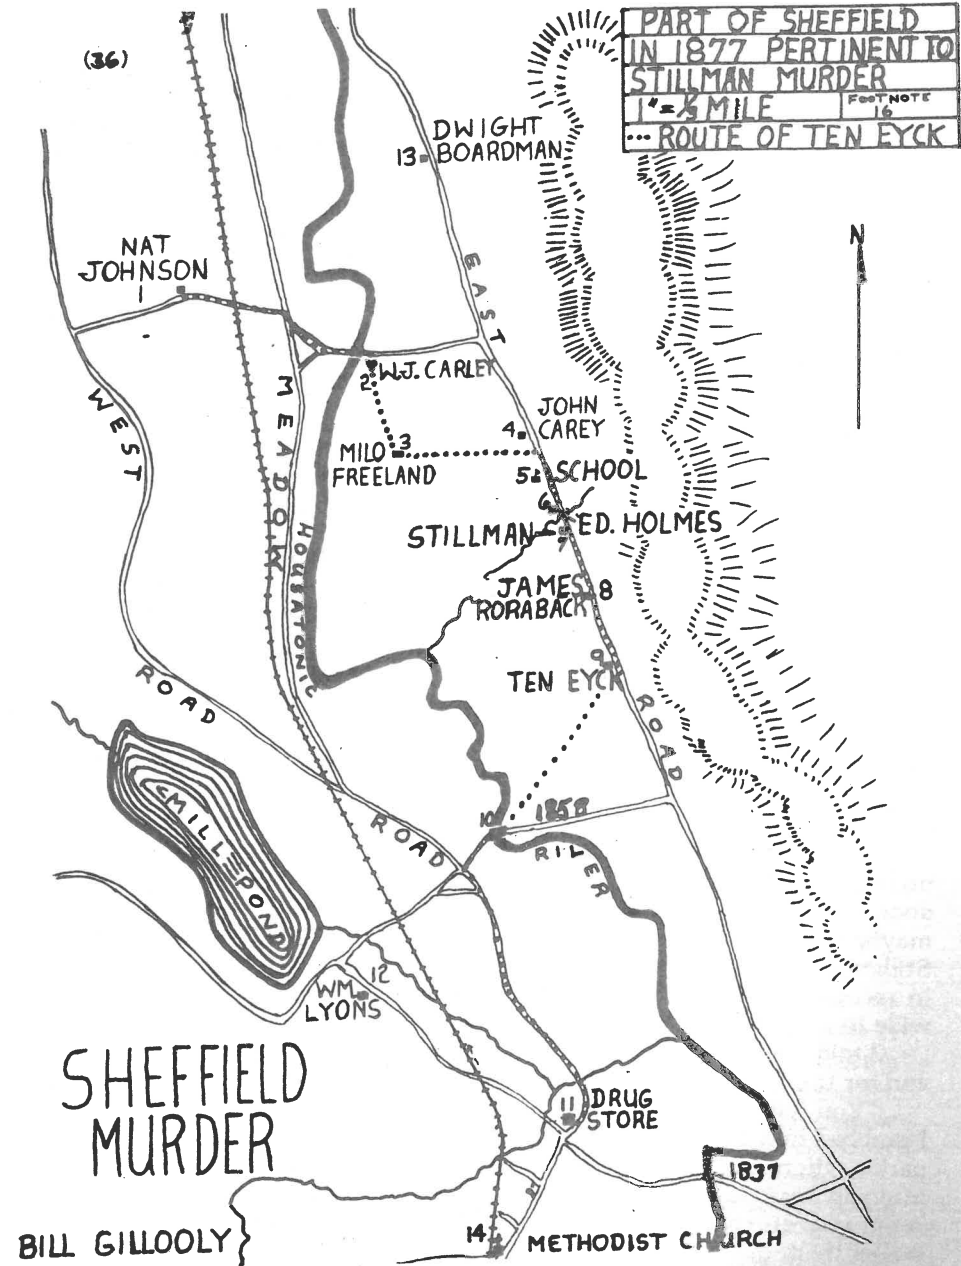 (36)
PART OF SHEFFIELD
IN 1877 PERTINENT TO
STILLMAN MURDER
1" = 1/3 MILE
FOOTNOTE
16
••• ROUTE OF TEN EYCK
N
DWIGHT
13 BOARDMAN
NAT
JOHNSON
1
EAST
WEST
MEADOW
HOUSATONIC
2 W.J. CARLEY
MILO 3
FREELAND
JOHN
4 CAREY
5 SCHOOL
6
STILLMAN
ED. HOLMES
7
JAMES 8
RORABACK
9
TEN EYCK
ROAD
ROAD
ROAD
MILL POND
10
1858
RIVER
12
WM.
LYONS
SHEFFIELD
MURDER
11 DRUG
STORE
1837
BILL GILLOOLY
14
METHODIST CHURCH